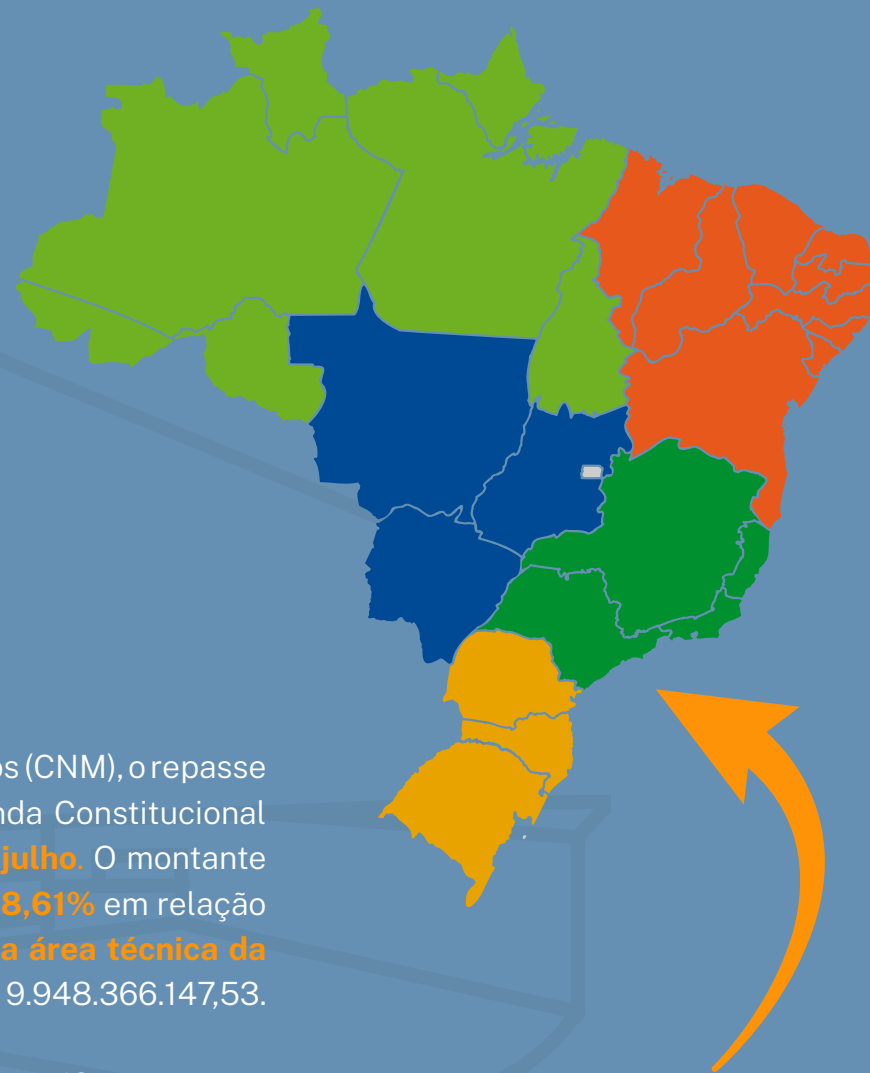 os (CNM), o repasse
nda Constitucional
julho. O montante
8,61% em relação
a área técnica da
9.948.366.147,53.